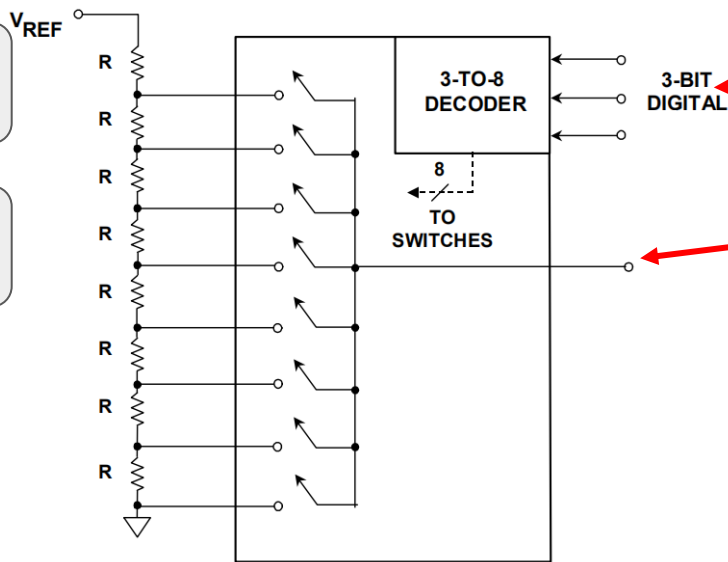 VREF
R
R
R
R
R
R
R
R
3-TO-8
DECODER
8
TO
SWITCHES
3-BIT
DIGITAL